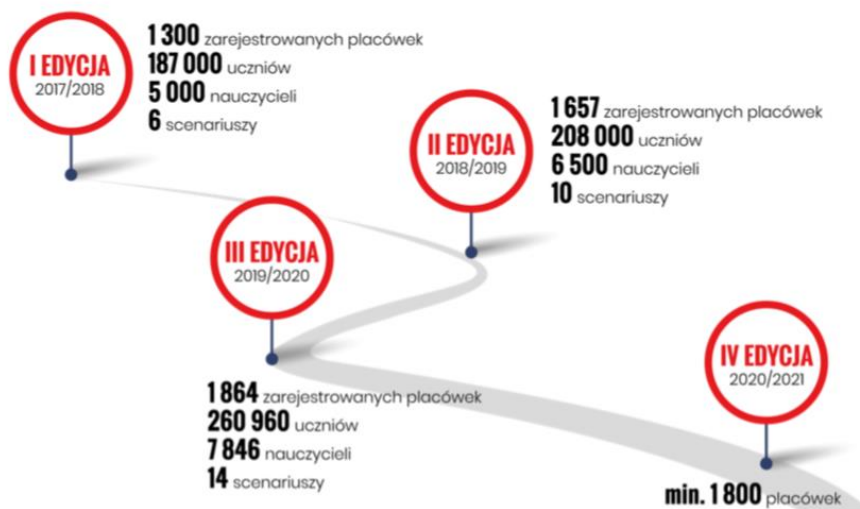 I EDYCJA
2017/2018
1 300 zarejestrowanych placówek
187 000 uczniów
5 000 nauczycieli
6 scenariuszy
II EDYCJA
2018/2019
1 657 zarejestrowanych placówek
208 000 uczniów
6 500 nauczycieli
10 scenariuszy
III EDYCJA
2019/2020
1 864 zarejestrowanych placówek
260 960 uczniów
7 846 nauczycieli
14 scenariuszy
IV EDYCJA
2020/2021
min. 1 800 placówek